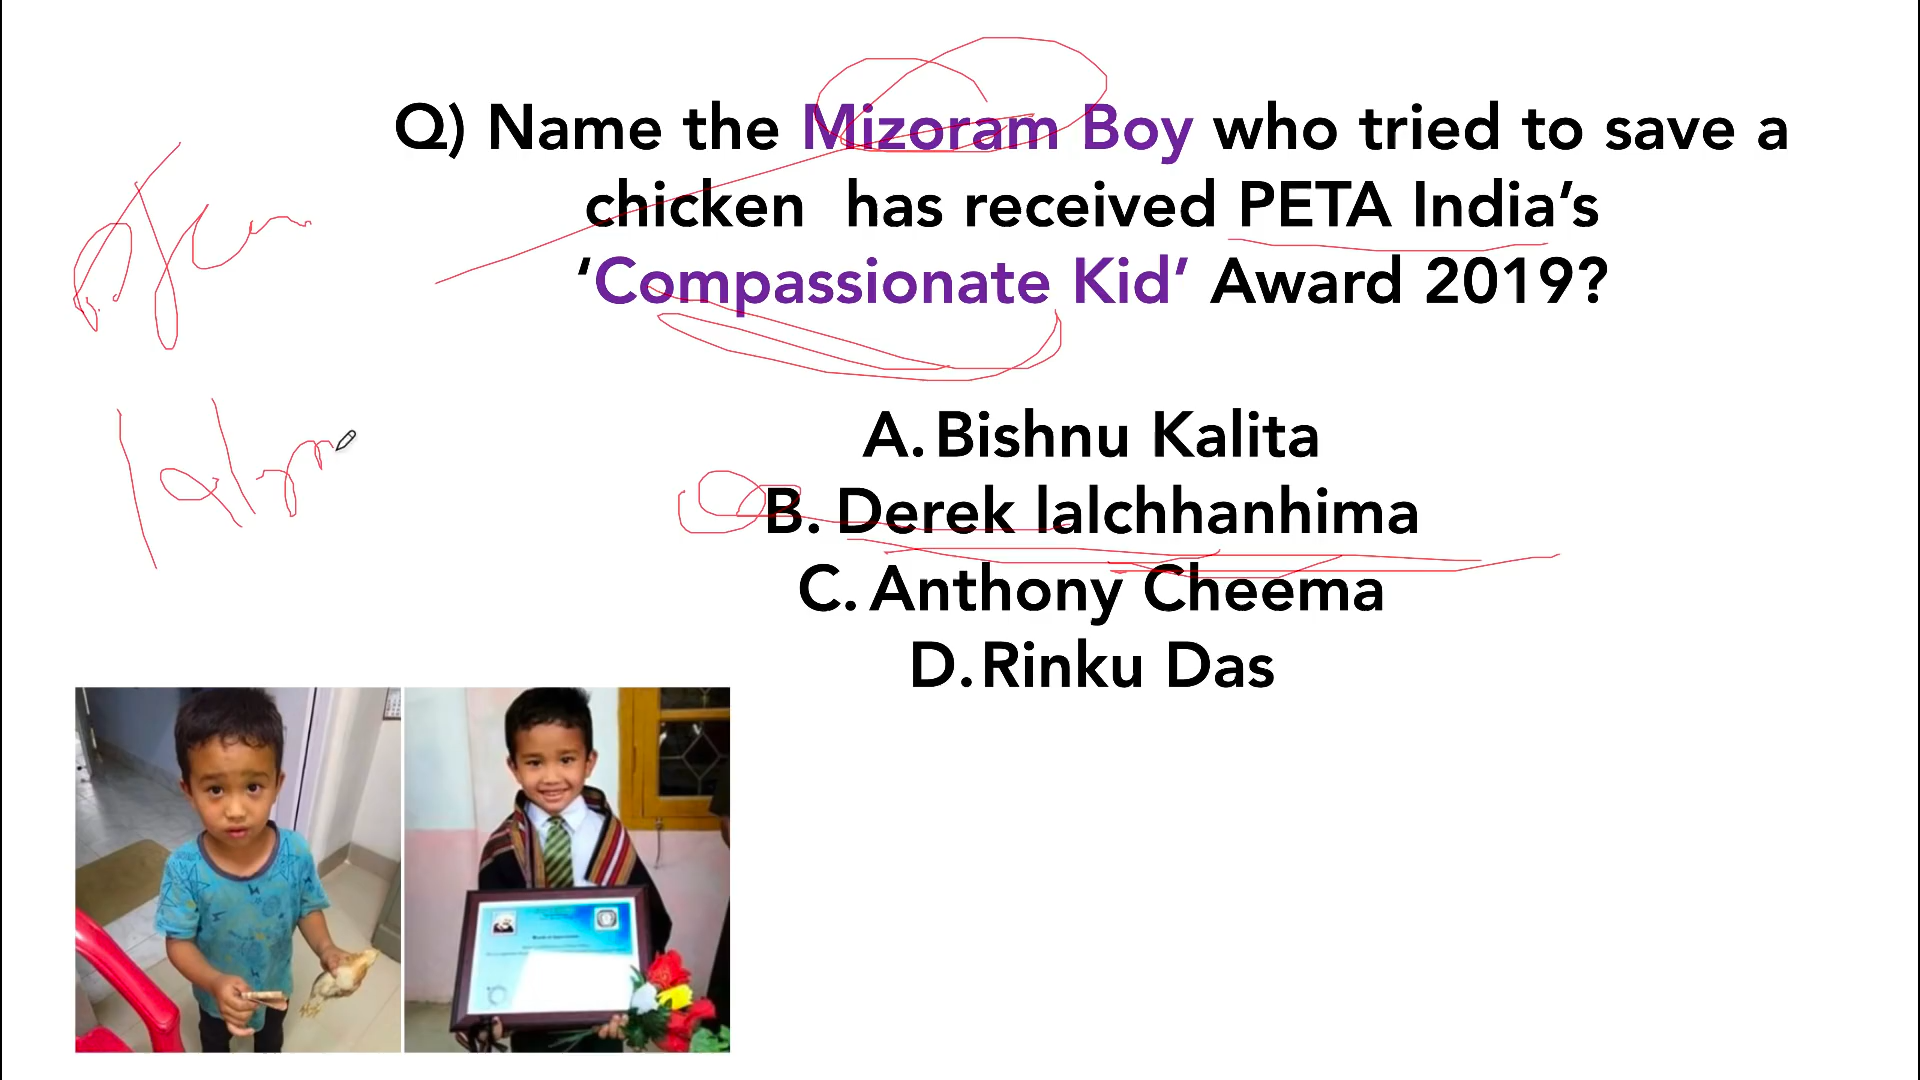 Q) Name the Mizoram Boy who tried to save a
chicken has received PETA India’s
‘Compassionate Kid’ Award 2019?
A. Bishnu Kalita
B. Derek lalchhanhima
C. Anthony Cheema
D. Rinku Das